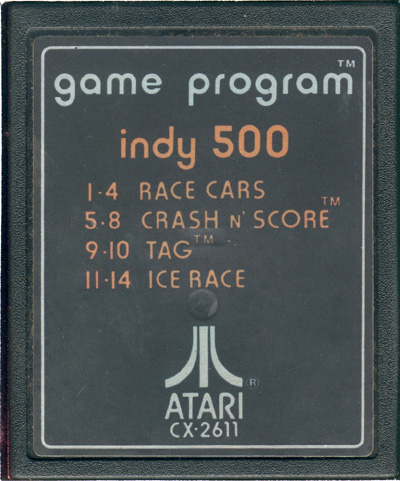 game program™
indy 500
1-4 RACE CARS
5-8 CRASH N' SCORE™
9-10 TAG™
11-14 ICE RACE
®
ATARI
CX-2611